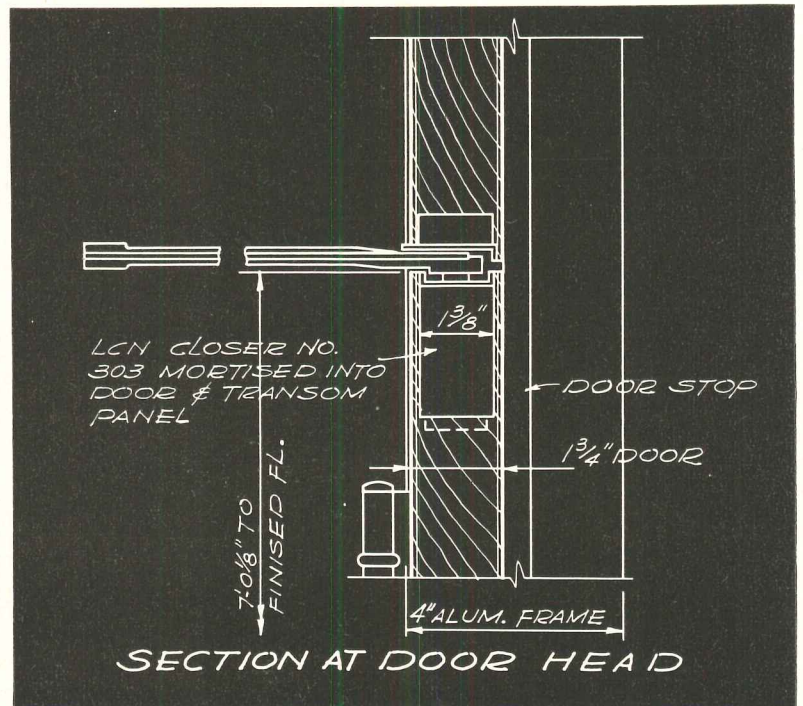 1 3/8"
LCN CLOSER NO.
303 MORTISED INTO
DOOR & TRANSOM
PANEL
DOOR STOP
1 3/4" DOOR
7'-0 1/8" TO
FINISED FL.
4" ALUM. FRAME
SECTION AT DOOR HEAD